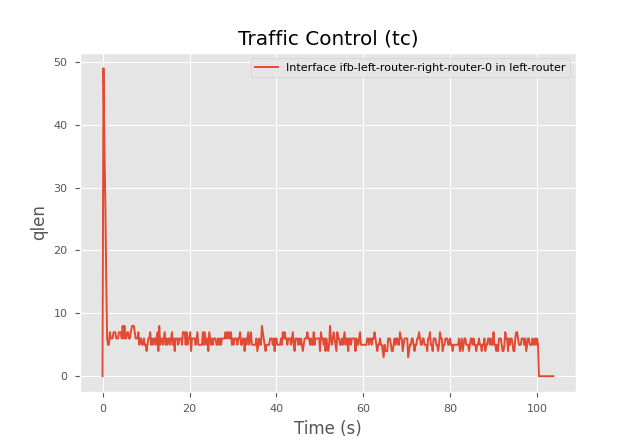 Traffic Control (tc)
Interface ifb-left-router-right-router-0 in left-router
50
40
30
20
10
0
qlen
0 20 40 60 80 100
Time (s)